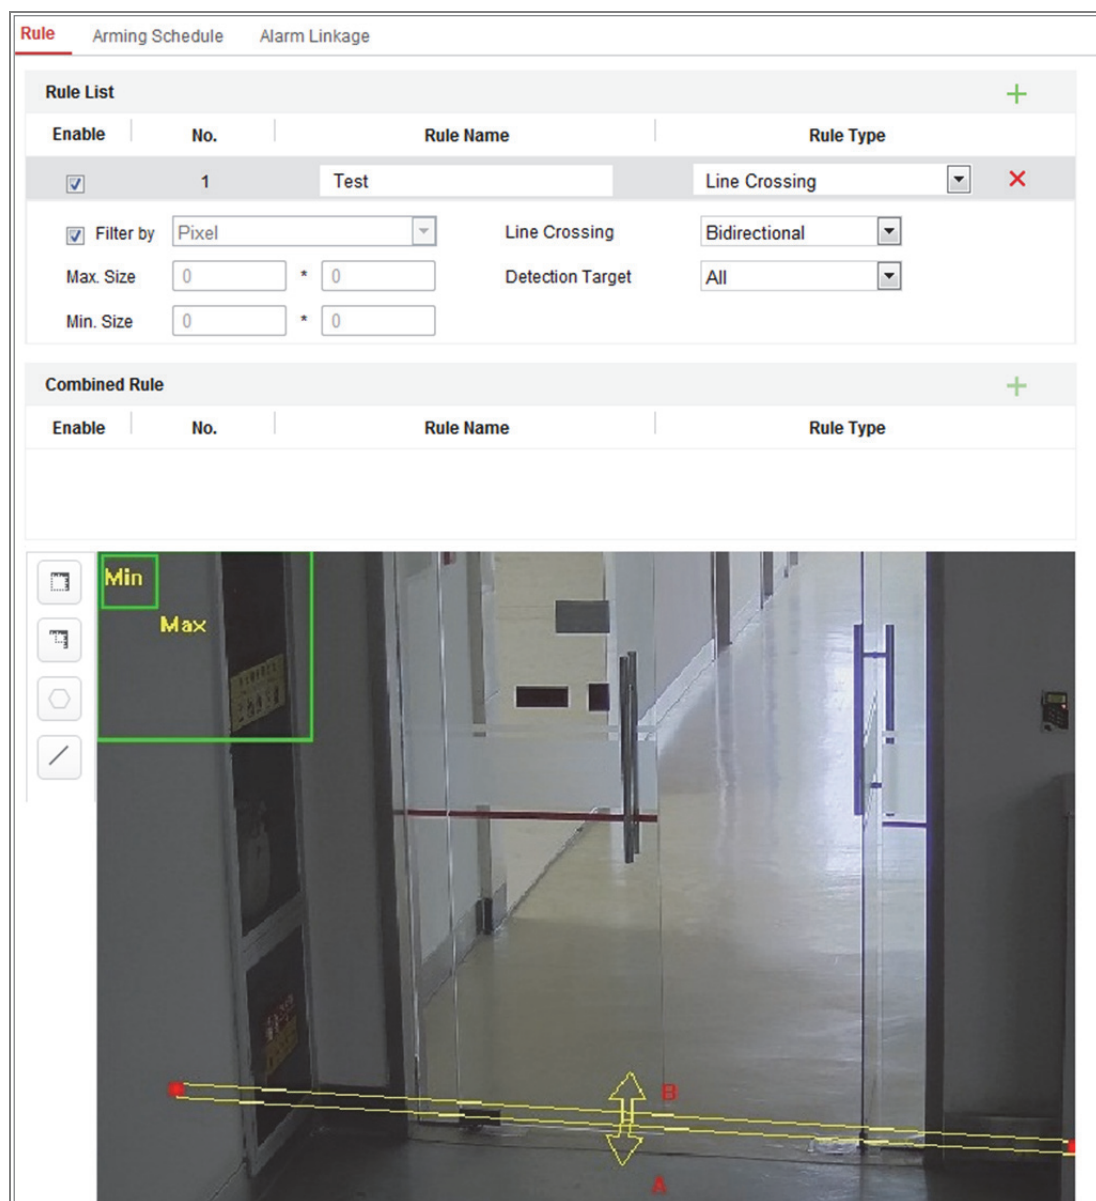 Rule Arming Schedule Alarm Linkage
Rule List
Enable No. Rule Name Rule Type
1 Test Line Crossing
Filter by Pixel Line Crossing Bidirectional
Max. Size 0 * 0 Detection Target All
Min. Size 0 * 0
Combined Rule
Enable No. Rule Name Rule Type
Min
Max
B
A